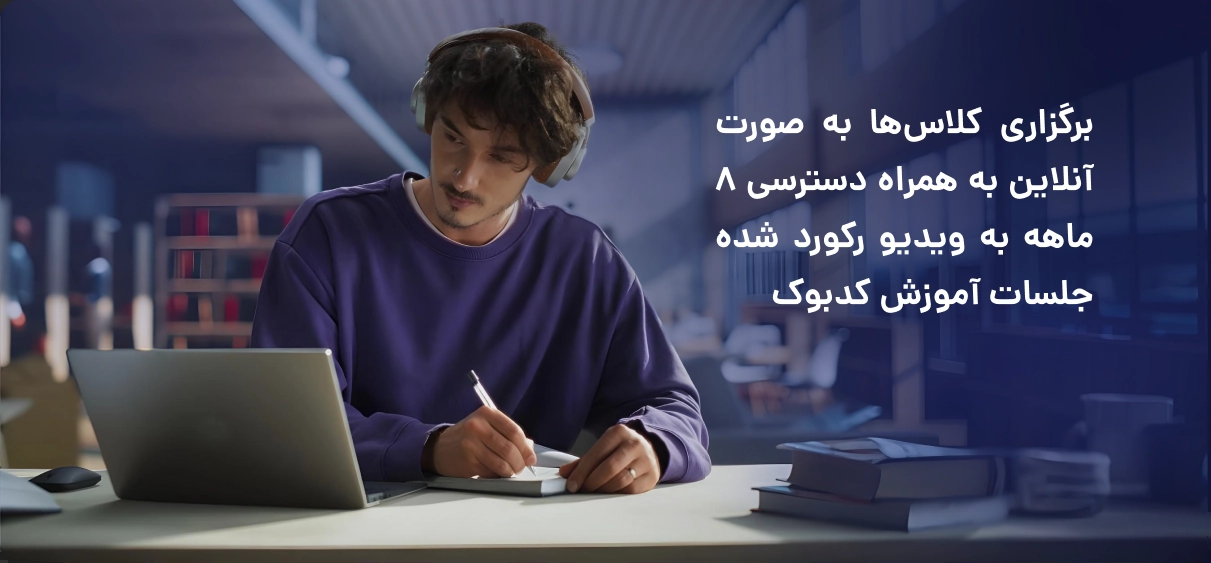 برگزاری کلاس‌ها به صورت
آنلاین به همراه دسترسی ۸
ماهه به ویدیو رکورد شده
جلسات آموزش کدبوک